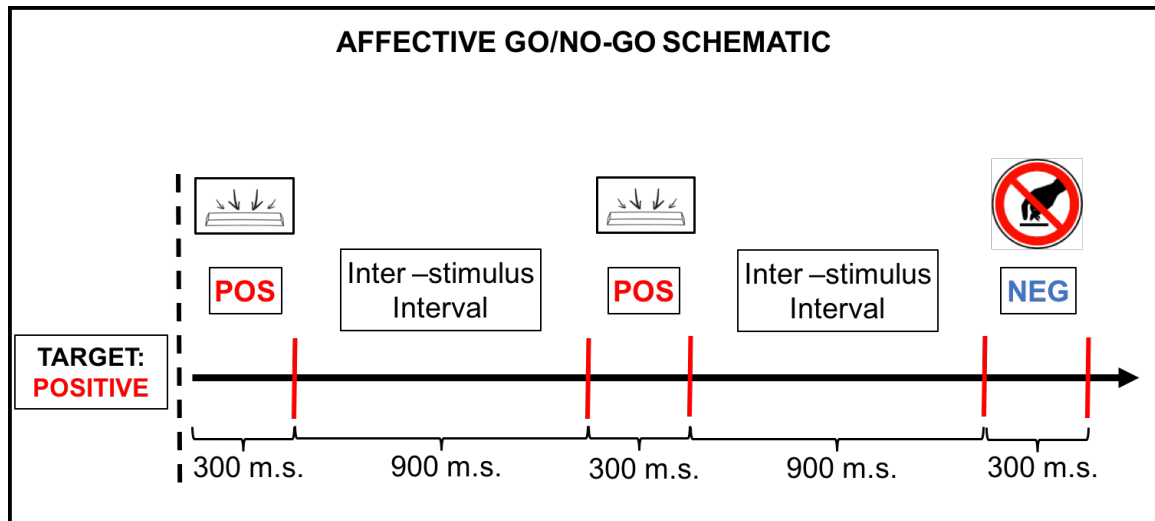 AFFECTIVE GO/NO-GO SCHEMATIC
POS
Inter –stimulus
Interval
POS
Inter –stimulus
Interval
NEG
TARGET:
POSITIVE
300 m.s.
900 m.s.
300 m.s.
900 m.s.
300 m.s.